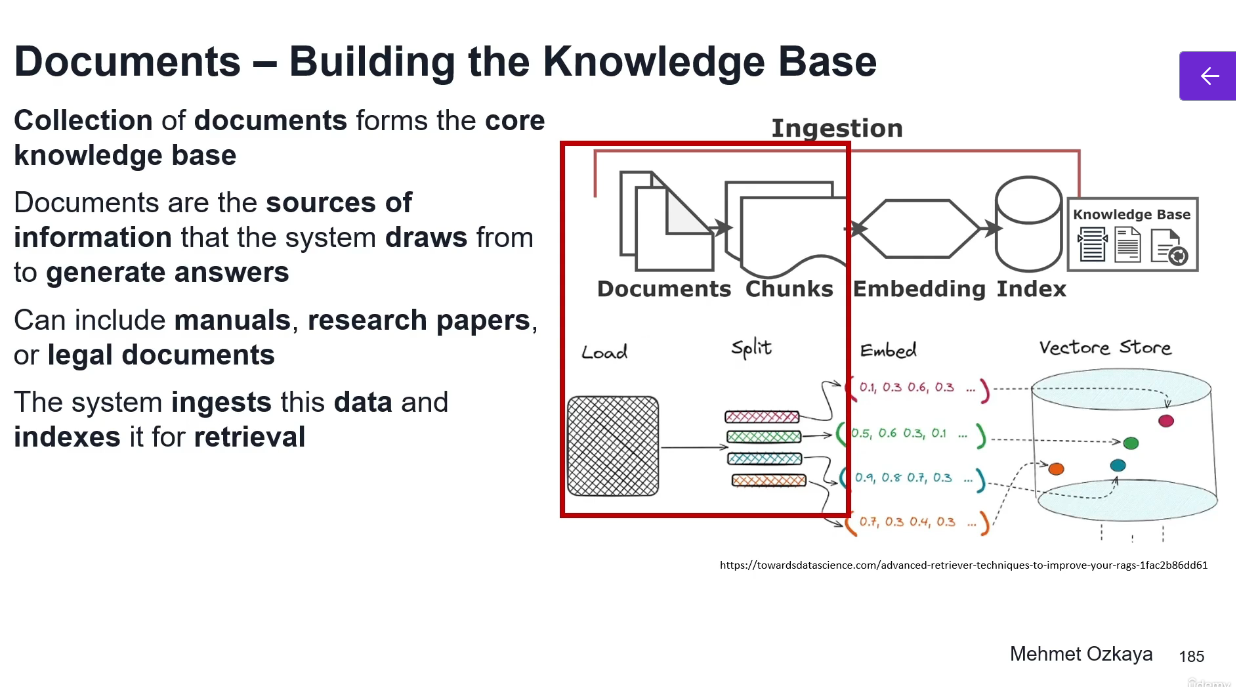 Documents – Building the Knowledge Base
Collection of documents forms the core
knowledge base
Documents are the sources of
information that the system draws from
to generate answers
Can include manuals, research papers,
or legal documents
The system ingests this data and
indexes it for retrieval
Ingestion
Knowledge Base
Documents Chunks Embedding Index
Load Split Embed Vectore Store
0.1, 0.3 0.6, 0.3 ...
0.5, 0.6 0.3, 0.1 ...
0.9, 0.8 0.7, 0.3 ...
0.7, 0.3 0.4, 0.3 ...
https://towardsdatascience.com/advanced-retriever-techniques-to-improve-your-rags-1fac2b86dd61
Mehmet Ozkaya 185